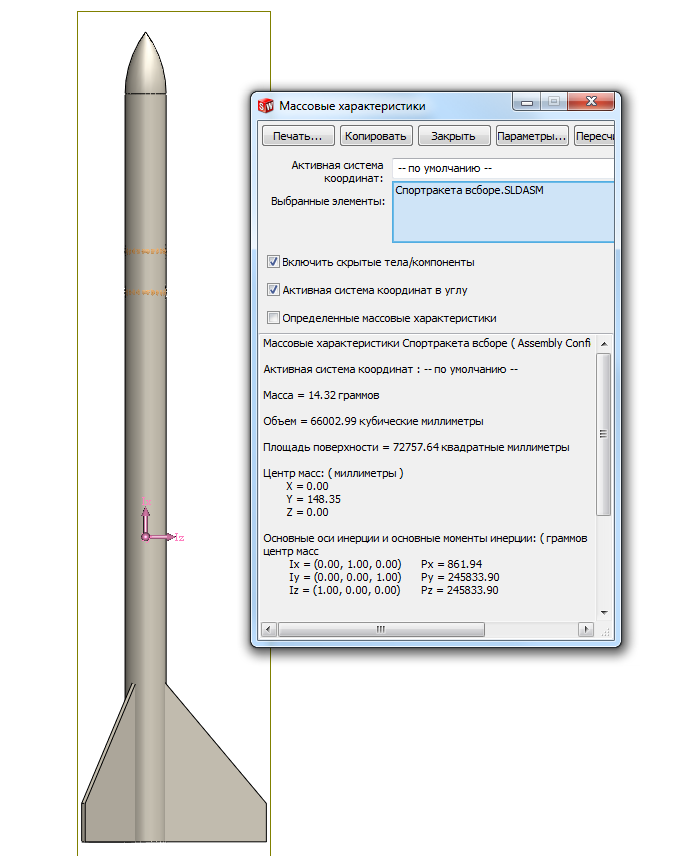 Массовые характеристики
Печать... Копировать Закрыть Параметры... Пересчи
Активная система координат:
-- по умолчанию --
Выбранные элементы:
Спортракета всборе.SLDASM
Включить скрытые тела/компоненты
Активная система координат в углу
Определенные массовые характеристики
Массовые характеристики Спортракета всборе ( Assembly Confi
Активная система координат : -- по умолчанию --
Масса = 14.32 граммов
Объем = 66002.99 кубические миллиметры
Площадь поверхности = 72757.64 квадратные миллиметры
Центр масс: ( миллиметры )
X = 0.00
Y = 148.35
Z = 0.00
Основные оси инерции и основные моменты инерции: ( граммов
центр масс
Ix = (0.00, 1.00, 0.00) Px = 861.94
Iy = (0.00, 0.00, 1.00) Py = 245833.90
Iz = (1.00, 0.00, 0.00) Pz = 245833.90
Iz